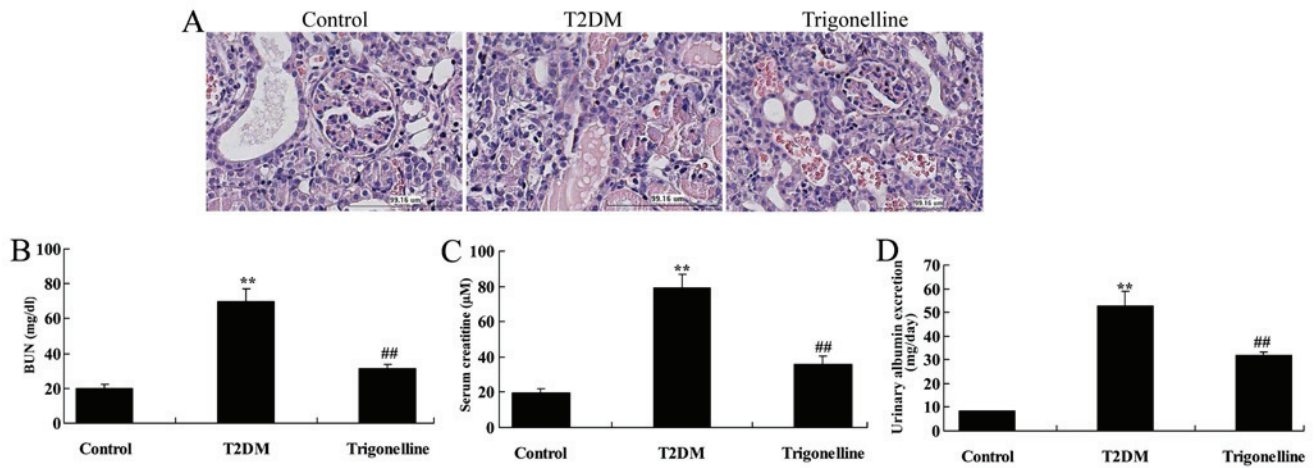 A
Control
T2DM
Trigonelline
99.16 um
99.16 um
99.16 um
B
BUN (mg/dl)
100
80
60
40
20
0
**
##
Control
T2DM
Trigonelline
C
Serum creatitine (µM)
100
80
60
40
20
0
**
##
Control
T2DM
Trigonelline
D
Urinary albumin excretion
(mg/day)
70
60
50
40
30
20
10
0
**
##
Control
T2DM
Trigonelline